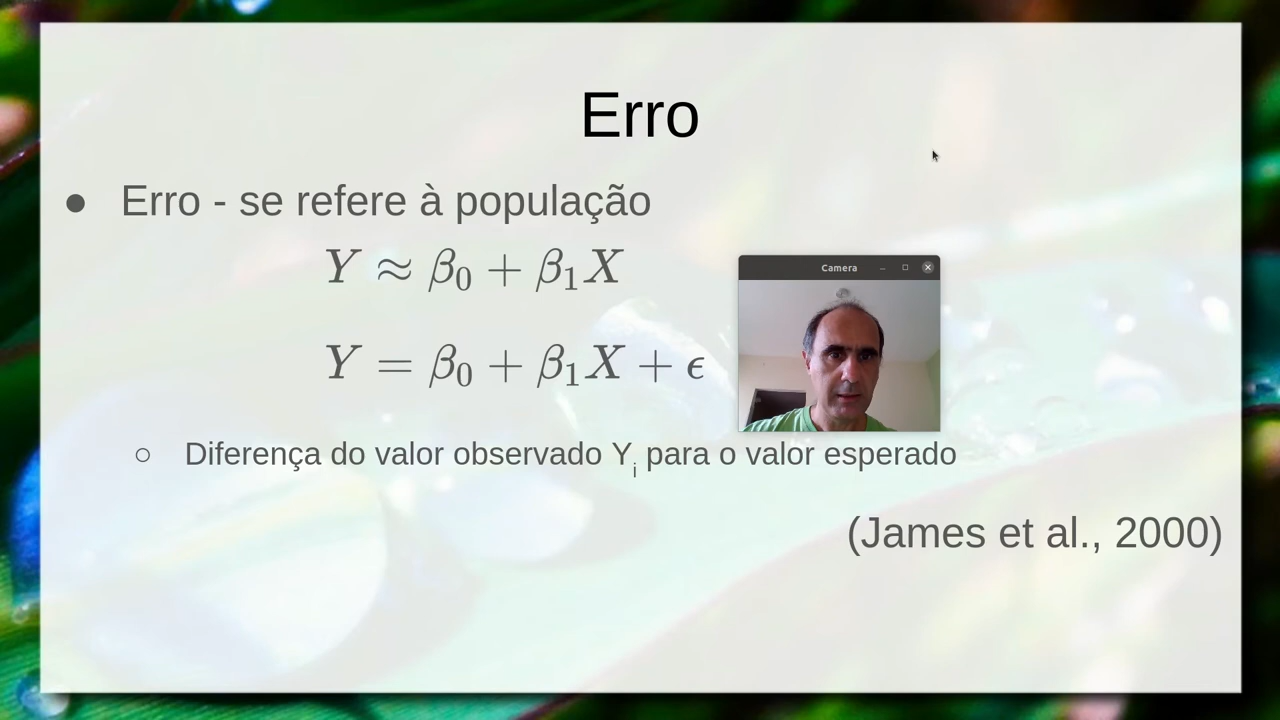 Erro
● Erro - se refere à população
Y ≈ β₀ + β₁X
Camera
Y = β₀ + β₁X + ϵ
○ Diferença do valor observado Yᵢ para o valor esperado
(James et al., 2000)